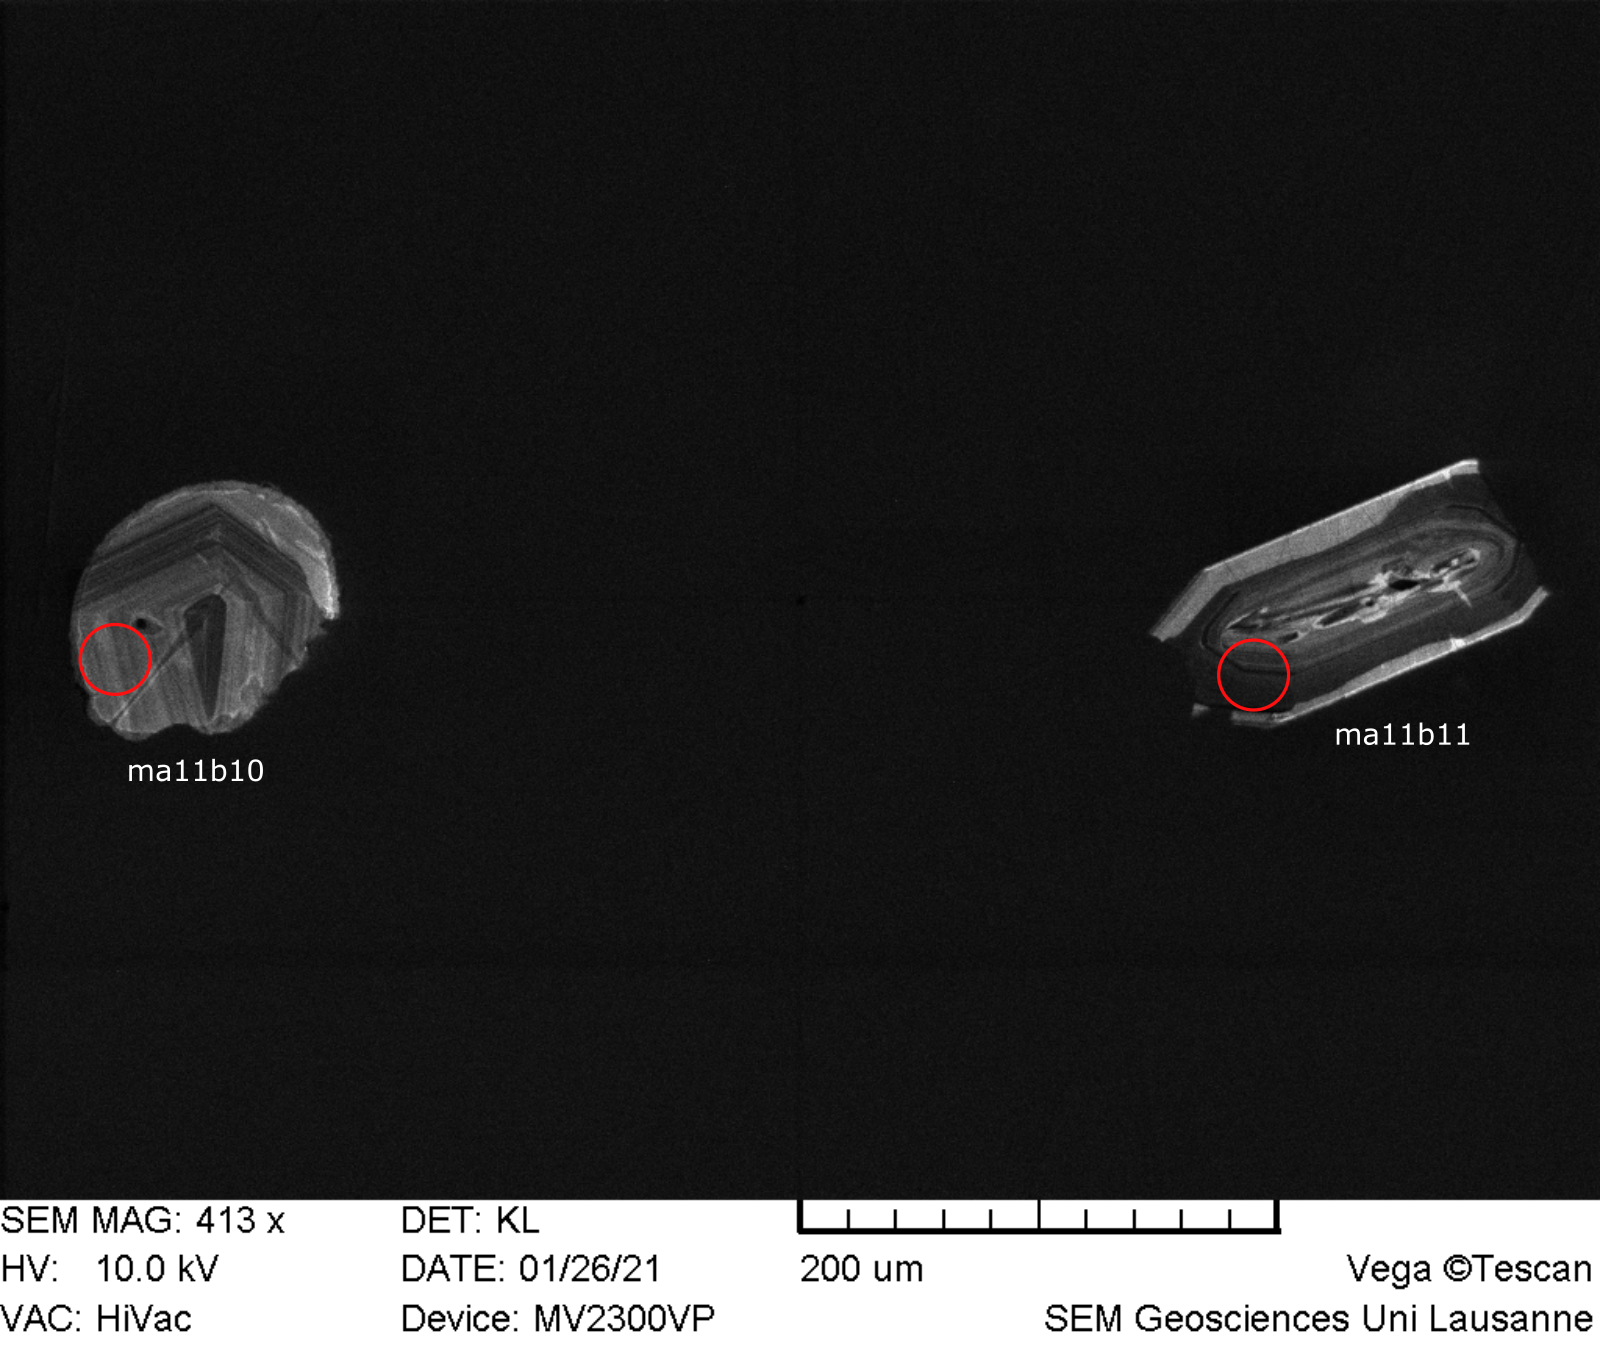 ma11b10
ma11b11
SEM MAG: 413 x
DET: KL
HV: 10.0 kV
DATE: 01/26/21
200 um
Vega ©Tescan
VAC: HiVac
Device: MV2300VP
SEM Geosciences Uni Lausanne